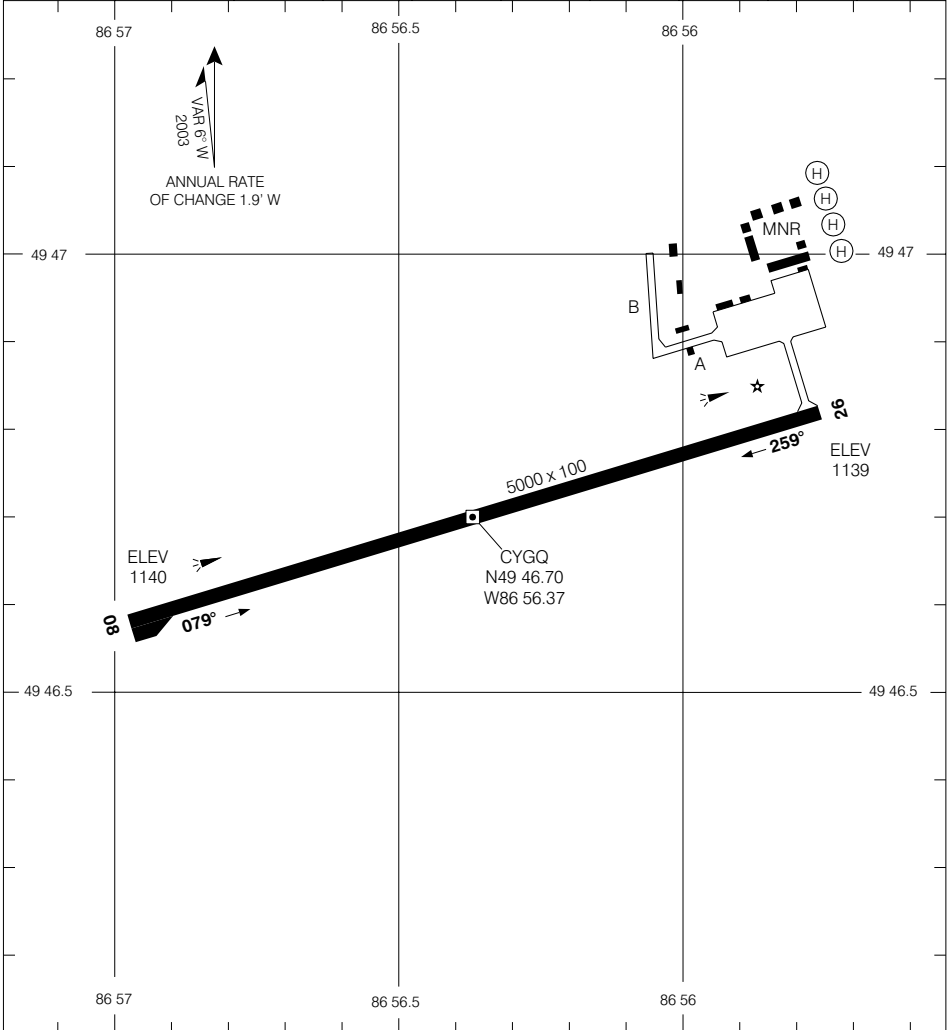 86 57
86 56.5
86 56
VAR 6° W
2003
ANNUAL RATE
OF CHANGE 1.9' W
H
H
MNR
H
49 47
H
49 47
B
A
26
259°
ELEV
1139
5000 x 100
ELEV
1140
CYGQ
N49 46.70
W86 56.37
08
079°
49 46.5
49 46.5
86 57
86 56.5
86 56